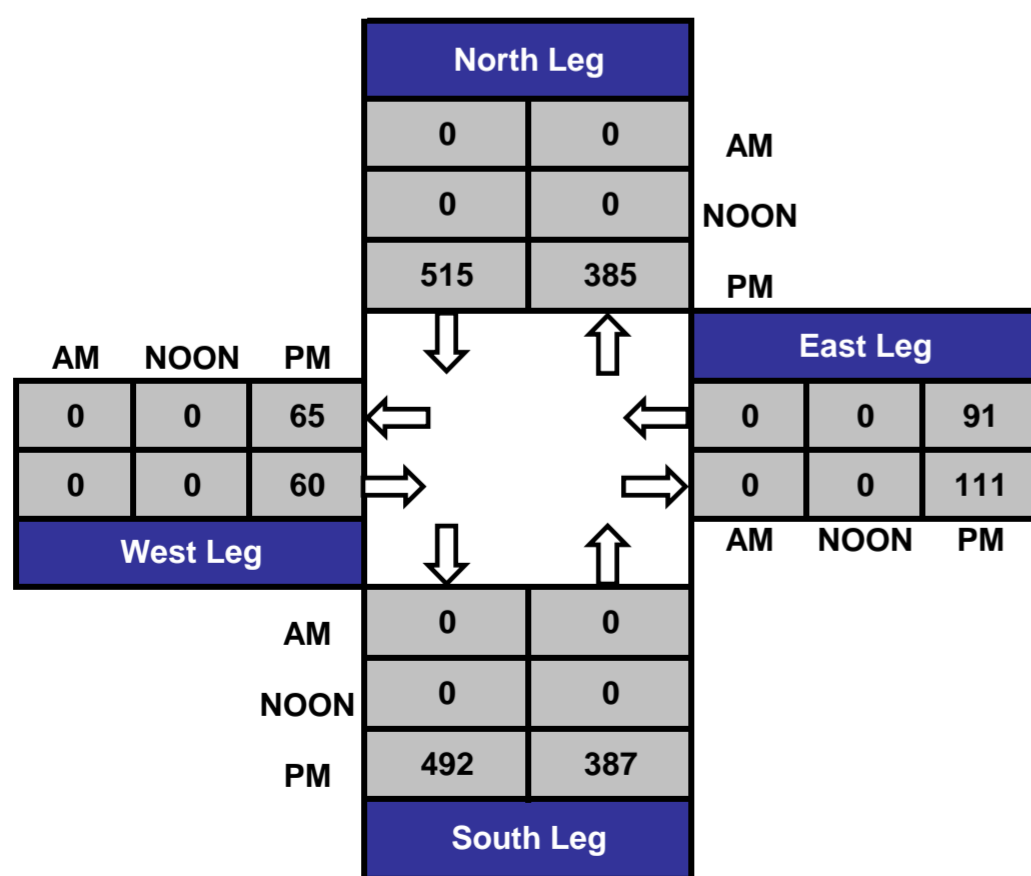 North Leg
0 0 AM
0 0 NOON
515 385 PM
AM NOON PM East Leg
0 0 65 0 0 91
0 0 60 0 0 111
West Leg AM NOON PM
AM 0 0
NOON 0 0
PM 492 387
South Leg